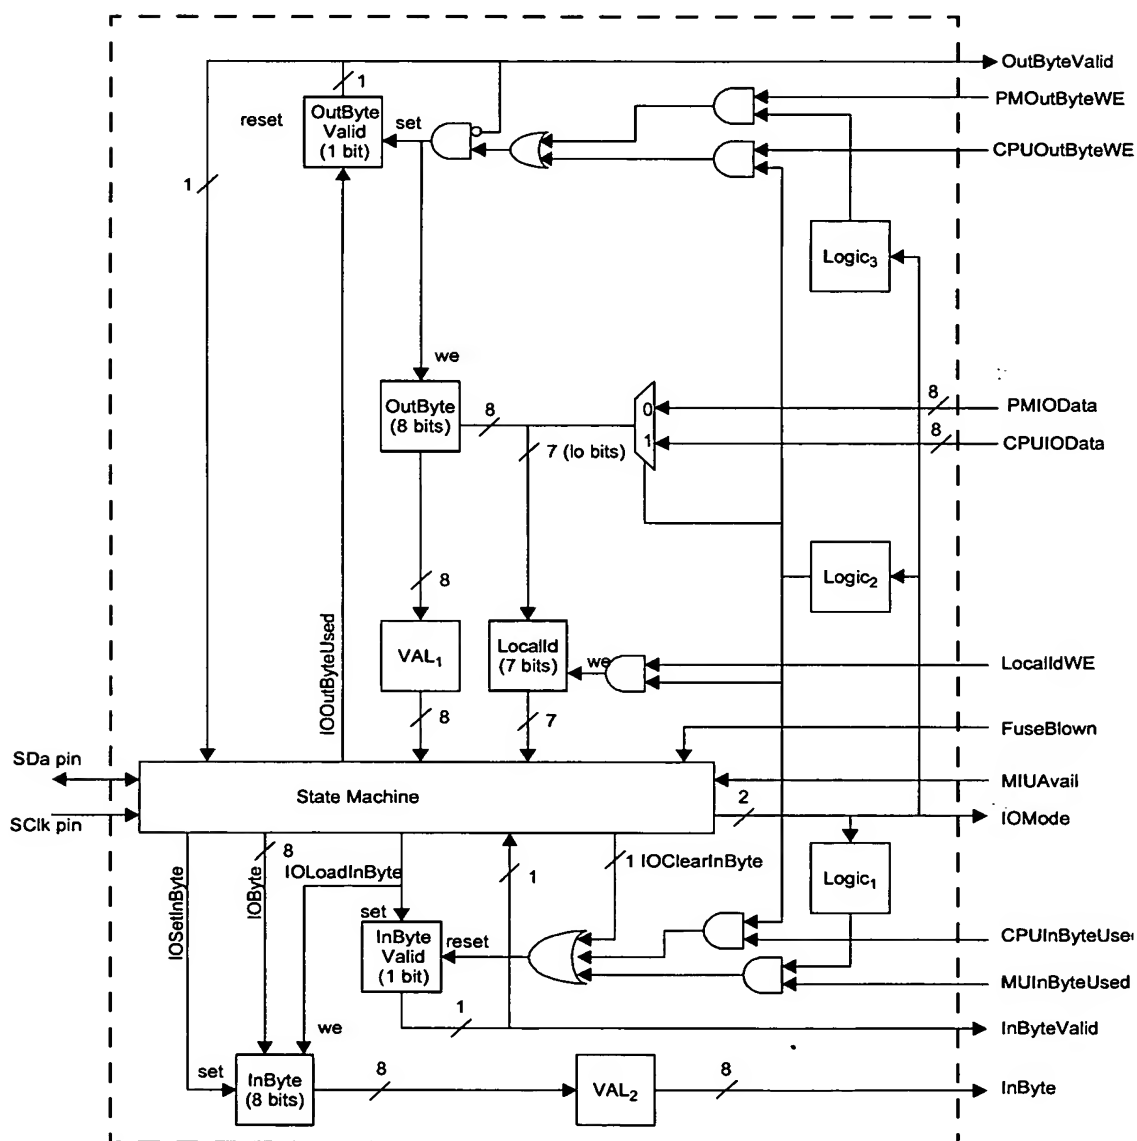 OutByteValid
1
OutByte
Valid
(1 bit)
reset
set
PMOutByteWE
CPUOutByteWE
1
Logic3
we
OutByte
(8 bits)
8
7 (lo bits)
0
1
8
PMIOData
8
CPUIOData
Logic2
8
IOOutByteUsed
VAL1
LocalId
(7 bits)
we
LocalIdWE
8
7
FuseBlown
SDa pin
State Machine
MIUAvail
2
SClk pin
IOMode
8
IOLoadInByte
1
1 IOClearInByte
Logic1
IOSetInByte
IOByte
set
InByte
Valid
(1 bit)
reset
CPUInByteUse
MUInByteUsed
1
InByteValid
we
set
InByte
(8 bits)
8
VAL2
8
InByte